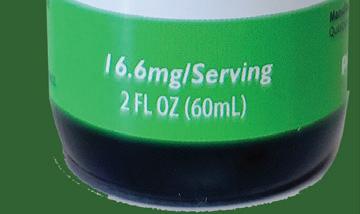 16.6mg/Serving
2 FL OZ (60mL)